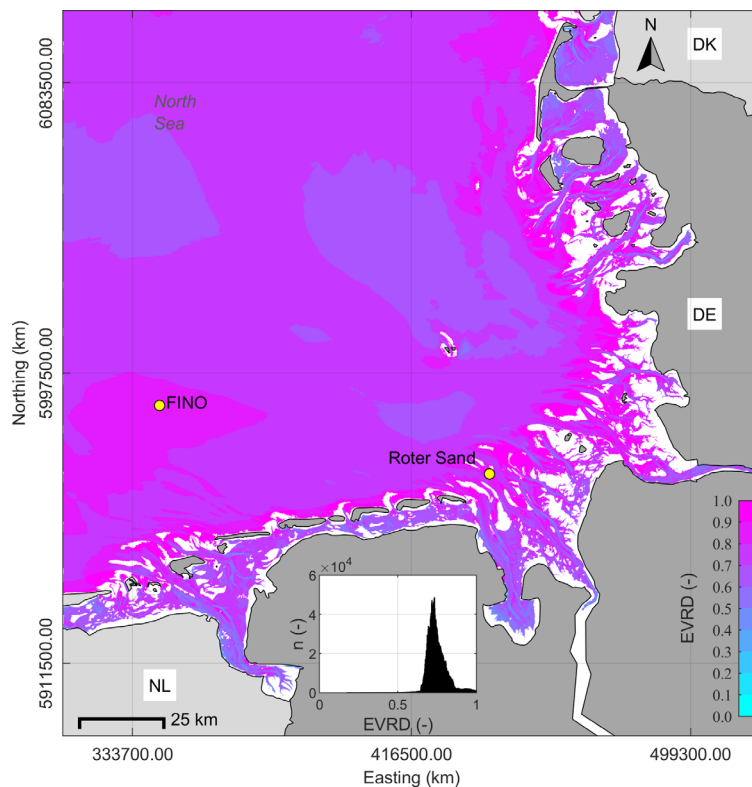 N
DK
6083500.00
North
Sea
DE
Northing (km)
5997500.00
FINO
Roter Sand
1.0
0.9
0.8
0.7
0.6
0.5
0.4
0.3
0.2
0.1
0.0
EVRD (-)
×10⁴
6
4
2
0
n (-)
0
0.5
1
EVRD (-)
5911500.00
NL
25 km
333700.00
416500.00
499300.00
Easting (km)